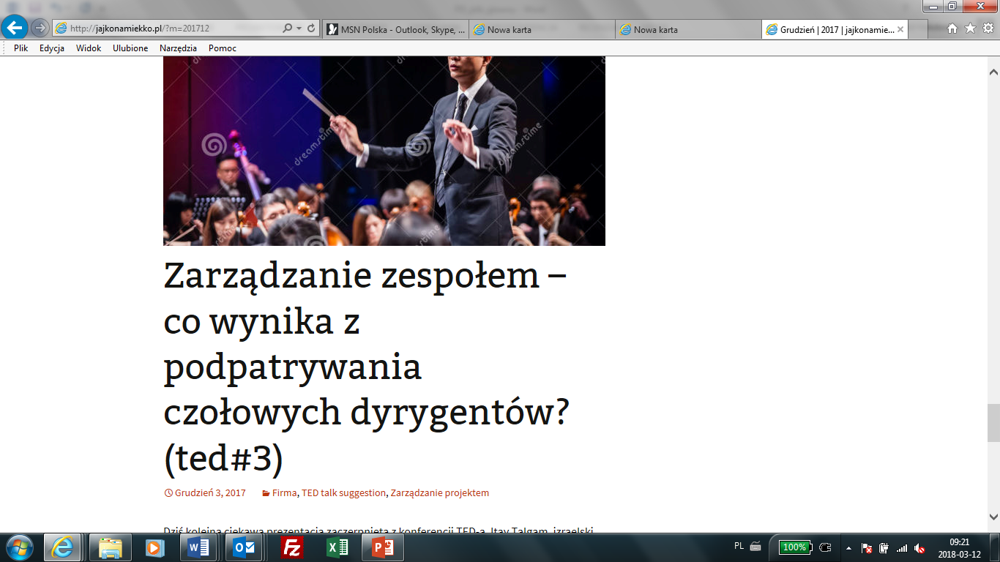 http://jajkonamiekko.pl/?m=201712
MSN Polska - Outlook, Skype, ...
Nowa karta
Nowa karta
Grudzień | 2017 | jajkonamie...
Plik Edycja Widok Ulubione Narzędzia Pomoc
dreamstime
dreamstime
Zarządzanie zespołem –
co wynika z
podpatrywania
czołowych dyrygentów?
(ted#3)
Grudzień 3, 2017 Firma, TED talk suggestion, Zarządzanie projektem
Dziś kolejna ciekawa prezentacja zaczerpnięta z konferencji TED-a. Itay Talgam, izraelski
PL 100% 09:21
2018-03-12